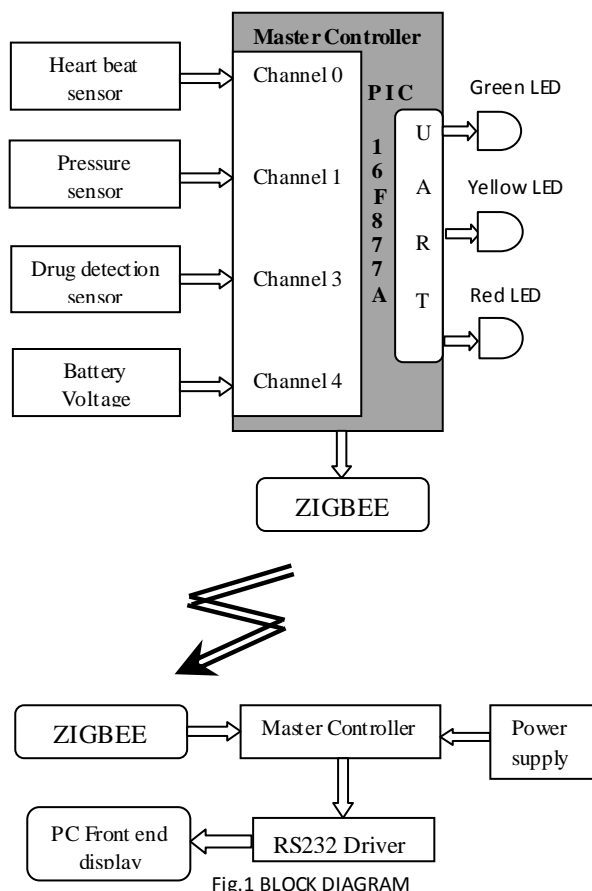 Master Controller
Heart beat
sensor
Channel 0
PIC
Green LED
Pressure
sensor
Channel 1
16F877A
UART
Yellow LED
Drug detection
sensor
Channel 3
Red LED
Battery
Voltage
Channel 4
ZIGBEE
ZIGBEE
Master Controller
Power
supply
PC Front end
display
RS232 Driver
Fig.1 BLOCK DIAGRAM